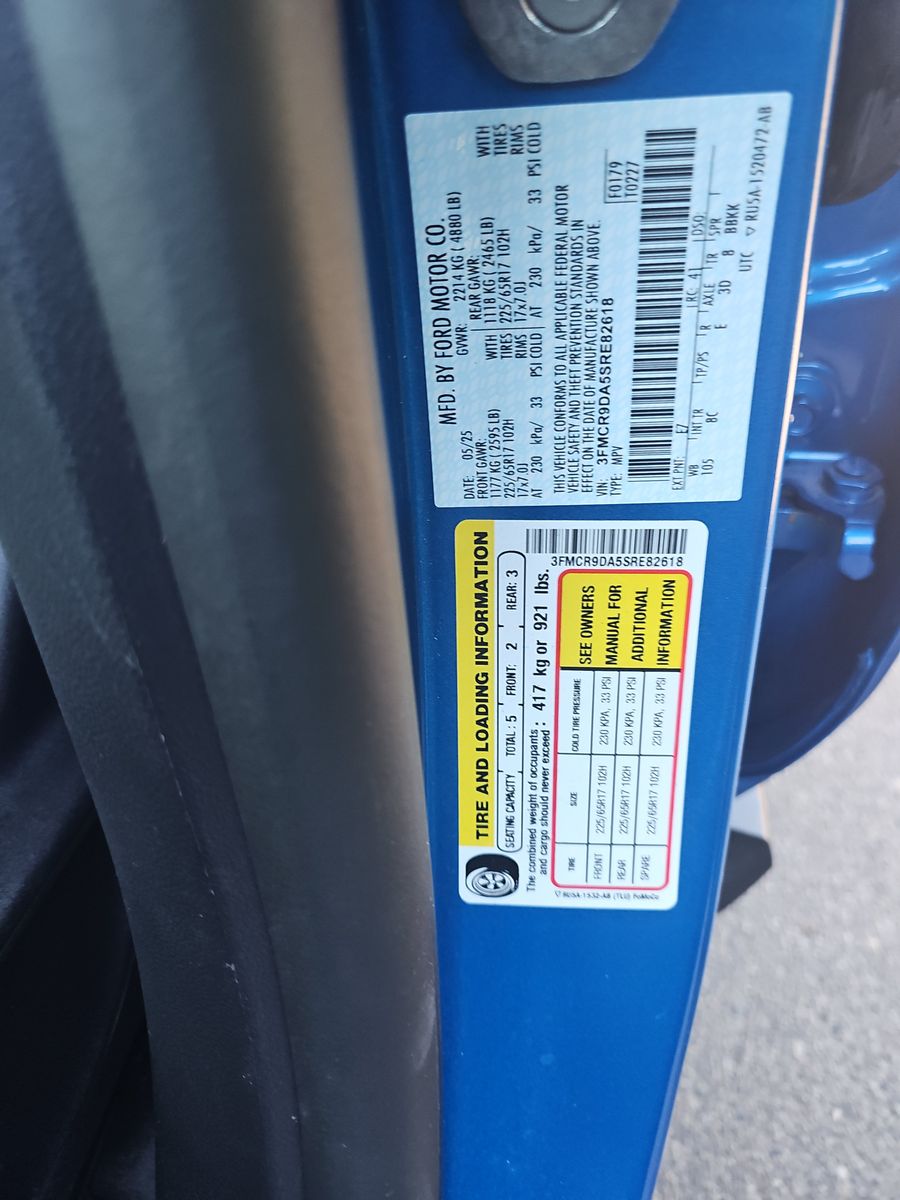 MFD. BY FORD MOTOR CO.
DATE: 05/25 GVWR: 2214 KG ( 4880 LB)
FRONT GAWR: REAR GAWR:
1177 KG ( 2595 LB) WITH 1118 KG ( 2465 LB) WITH
225/65R17 102H TIRES 225/65R17 102H TIRES
17x7.0J RIMS 17x7.0J RIMS
AT 230 kPa/ 33 PSI COLD AT 230 kPa/ 33 PSI COLD
THIS VEHICLE CONFORMS TO ALL APPLICABLE FEDERAL MOTOR
VEHICLE SAFETY AND THEFT PREVENTION STANDARDS IN
EFFECT ON THE DATE OF MANUFACTURE SHOWN ABOVE.
VIN: 3FMCR9DA5SRE82618
TYPE: MPV
F0179
T0227
EXT PNT: E7 RC: 41 DSO:
WB INT TR TP/PS R AXLE TR SPR
105 8C E 3D 8 BBKK
UTC ▽ RU5A-1520472-AB
TIRE AND LOADING INFORMATION
SEATING CAPACITY TOTAL : 5 FRONT: 2 REAR: 3
The combined weight of occupants
and cargo should never exceed : 417 kg or 921 lbs.
3FMCR9DA5SRE82618
TIRE SIZE COLD TIRE PRESSURE
FRONT 225/65R17 102H 230 KPA, 33 PSI
REAR 225/65R17 102H 230 KPA, 33 PSI
SPARE 225/65R17 102H 230 KPA, 33 PSI
SEE OWNERS
MANUAL FOR
ADDITIONAL
INFORMATION
▽ RU5A-1532-AB (TLU) FoMoCo